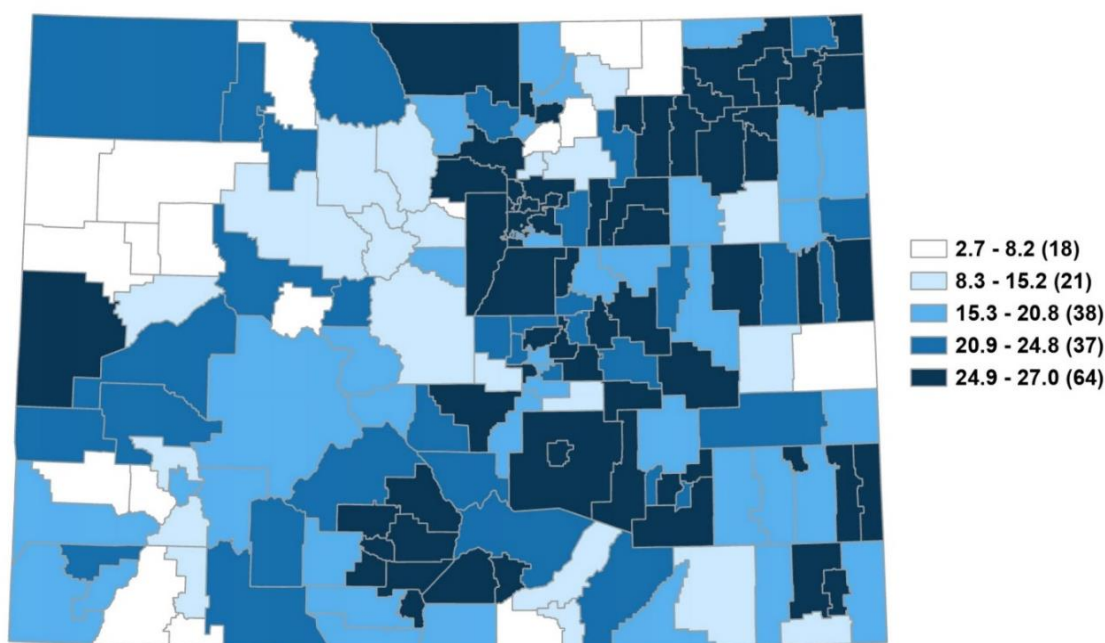 2.7 - 8.2 (18)
8.3 - 15.2 (21)
15.3 - 20.8 (38)
20.9 - 24.8 (37)
24.9 - 27.0 (64)